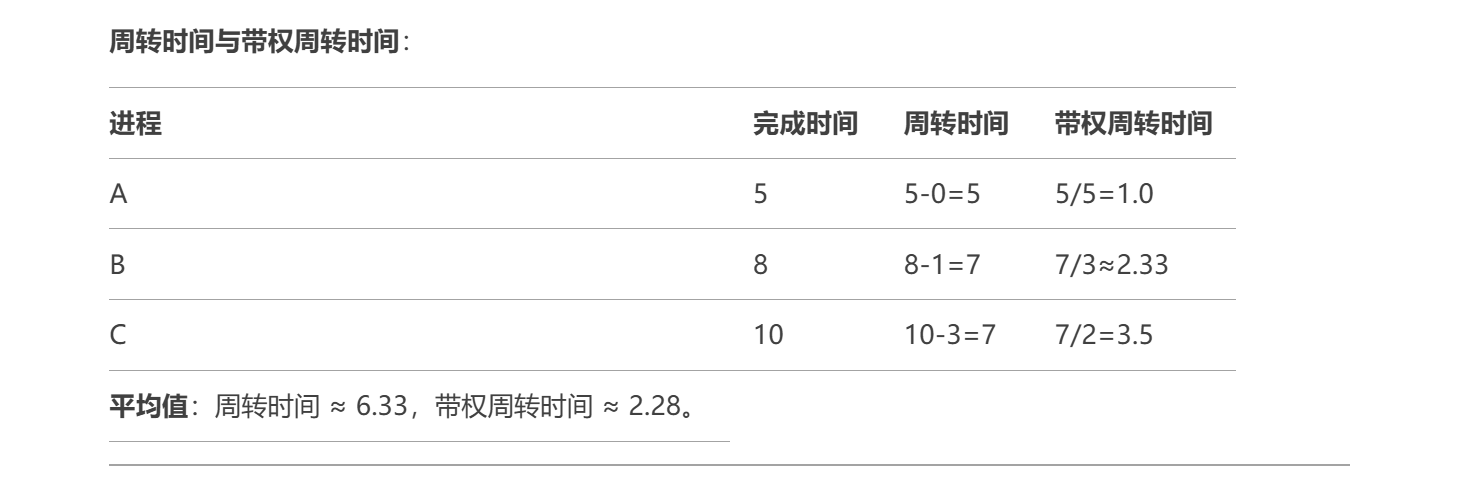 周转时间与带权周转时间：
进程 完成时间 周转时间 带权周转时间
A 5 5-0=5 5/5=1.0
B 8 8-1=7 7/3≈2.33
C 10 10-3=7 7/2=3.5
平均值：周转时间 ≈ 6.33，带权周转时间 ≈ 2.28。